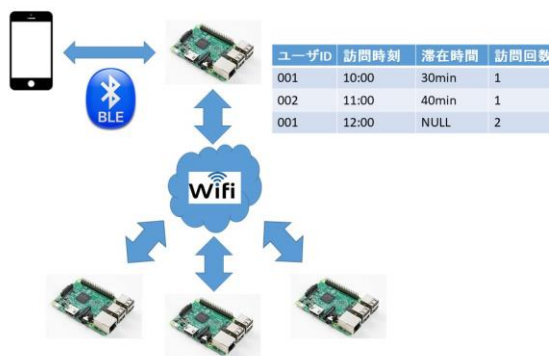 BLE
ユーザID 訪問時刻 滞在時間 訪問回数
001 10:00 30min 1
002 11:00 40min 1
001 12:00 NULL 2
Wifi